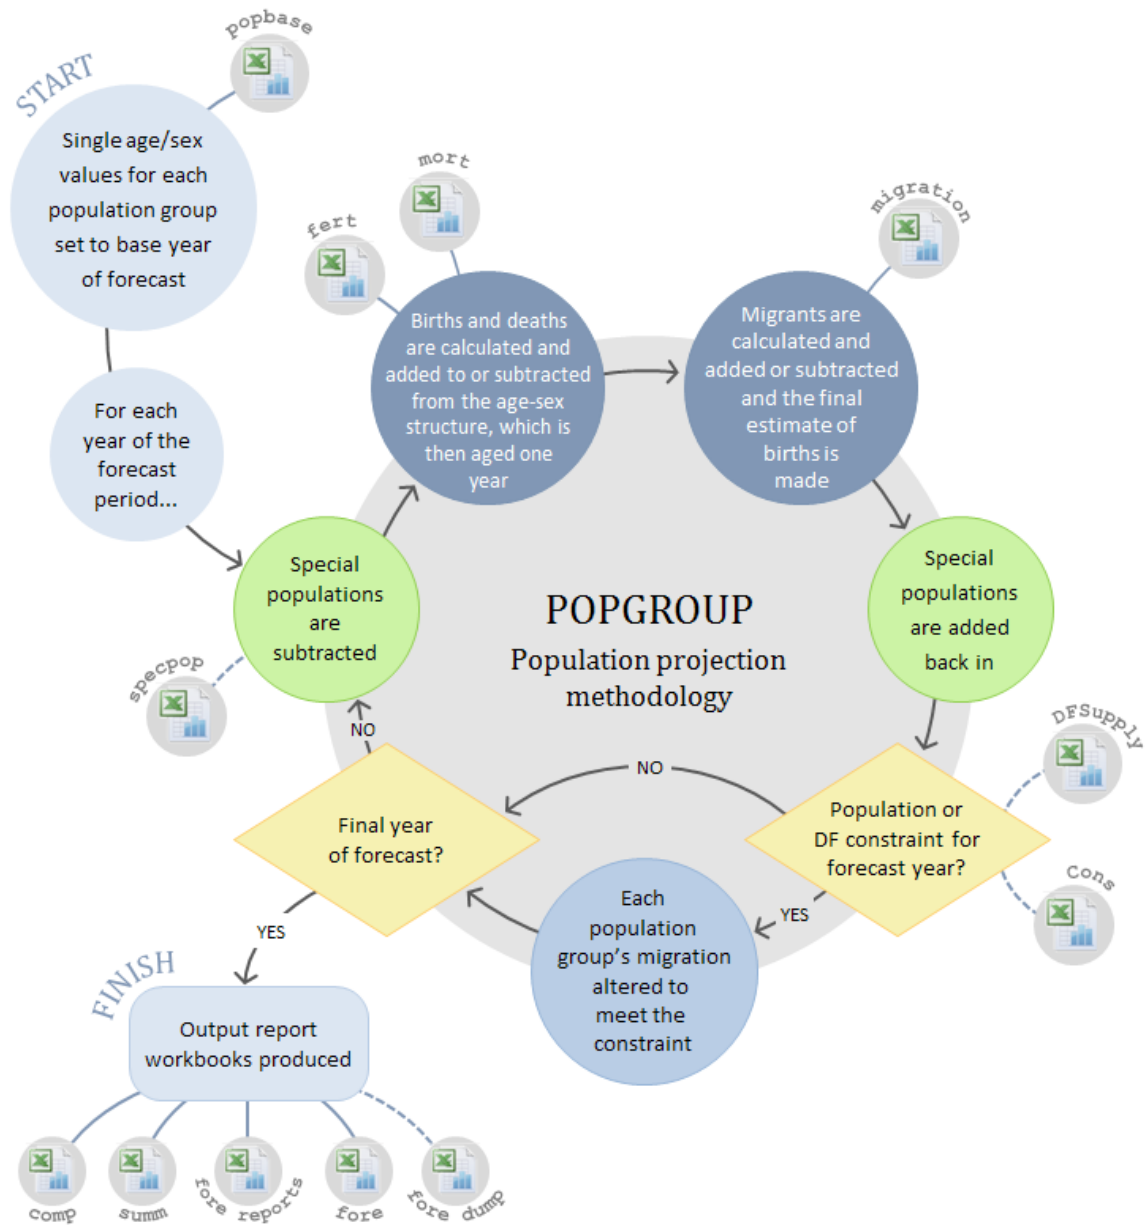 START
popbase
Single age/sex
values for each
population group
set to base year
of forecast
For each
year of the
forecast
period...
Special
populations
are
subtracted
specpop
fert
mort
Births and deaths
are calculated and
added to or subtracted
from the age-sex
structure, which is
then aged one
year
migration
Migrants are
calculated and
added or subtracted
and the final
estimate of
births is
made
Special
populations
are added
back in
POPGROUP
Population projection
methodology
DFSupply
Cons
Population or
DF constraint for
forecast year?
NO
YES
Each
population
group's migration
altered to
meet the
constraint
Final year
of forecast?
NO
YES
FINISH
Output report
workbooks produced
comp
summ
fore reports
fore
fore dump